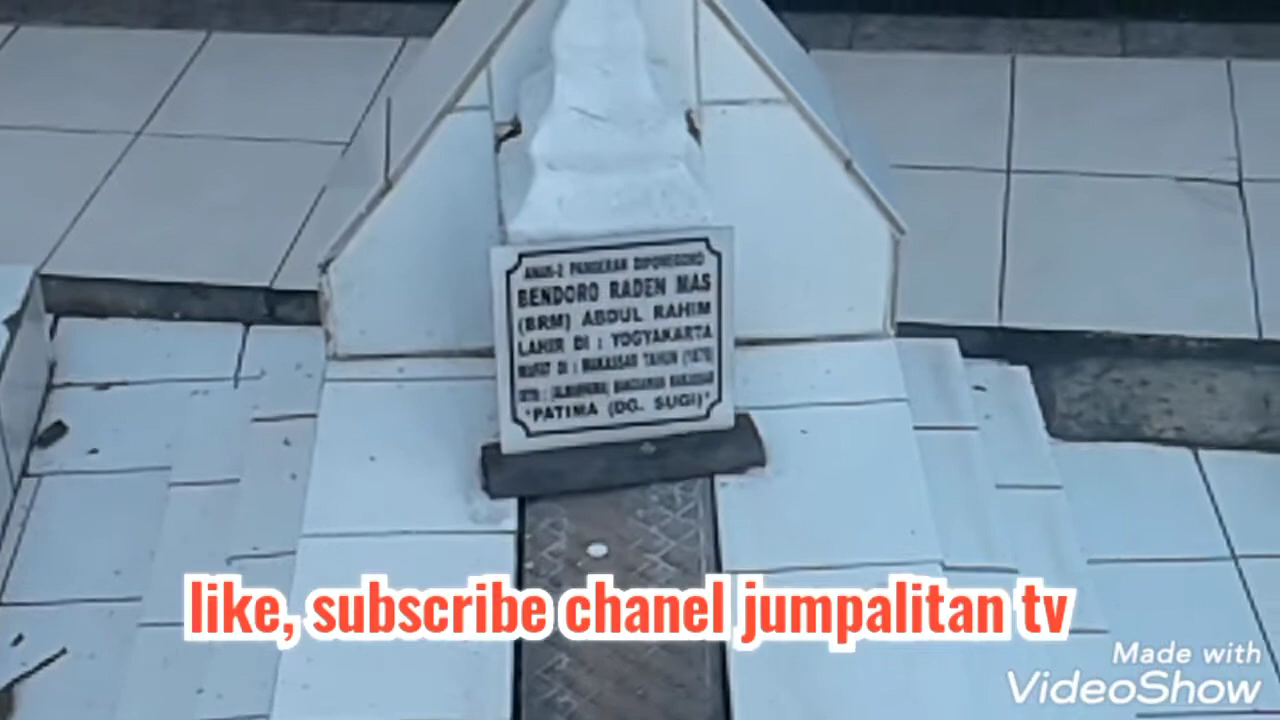 ANAK-2 PANGERAN DIPONEGORO
BENDORO RADEN MAS
(BRM) ABDUL RAHIM
LAHIR DI : YOGYAKARTA
WAFAT DI : MAKASSAR TAHUN (1870)
"PATIMA (DG. SUGI)"
like, subscribe chanel jumpalitan tv
Made with
VideoShow